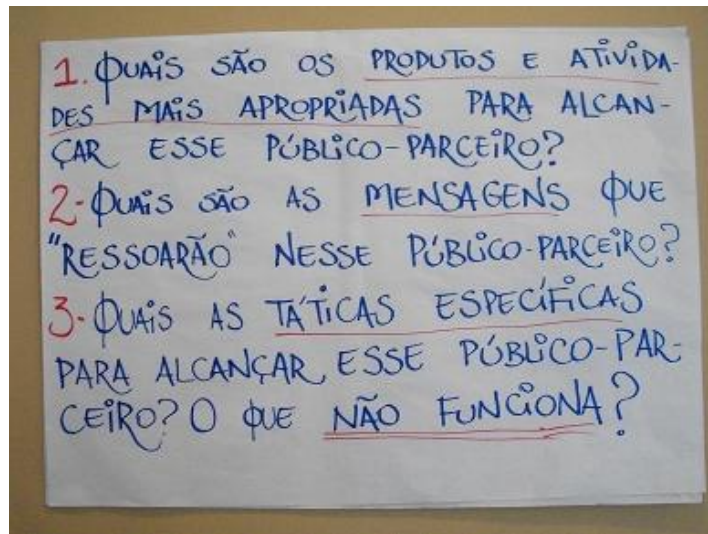 1. QUAIS SÃO OS PRODUTOS E ATIVIDA-
DES MAIS APROPRIADAS PARA ALCAN-
ÇAR ESSE PÚBLICO-PARCEIRO?
2- QUAIS SÃO AS MENSAGENS QUE
"RESSOARÃO" NESSE PÚBLICO-PARCEIRO?
3- QUAIS AS TÁTICAS ESPECÍFICAS
PARA ALCANÇAR ESSE PÚBLICO-PAR-
CEIRO? O QUE NÃO FUNCIONA?